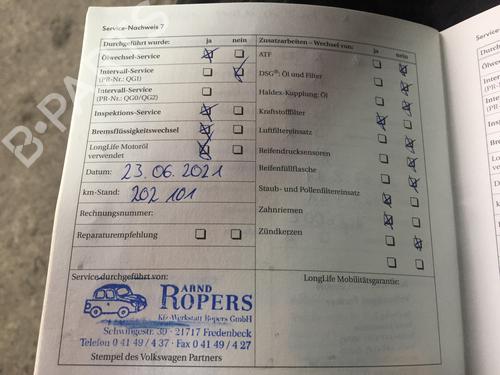 Service-Nachweis 7
Service-
Durchgeführt wurde: ja nein
Zusatzarbeiten – Wechsel von: ja nein
Ölwechsel-Service
ATF
Intervall-Service
(PR-Nr.: QGI)
DSG®: Öl und Filter
Intervall-Service
(PR-Nr.: QG0/QG2)
Haldex-Kupplung: Öl
Inspektions-Service
Kraftstofffilter
Bremsflüssigkeitswechsel
Luftfiltereinsatz
LongLife Motoröl
verwendet
Reifendrucksensoren
Datum: 23.06.2021
Reifenfüllflasche
km-Stand: 202 101
Staub- und Pollenfiltereinsatz
Rechnungsnummer:
Zahnriemen
Reparaturempfehlung
Zündkerzen
Service durchgeführt von:
LongLife Mobilitätsgarantie:
ARND
ROPERS
Kfz-Werkstatt Ropers GmbH
Schwingestr. 39 · 21717 Fredenbeck
Telefon 0 41 49 / 4 37 · Fax 0 41 49 / 4 27
Stempel des Volkswagen Partners